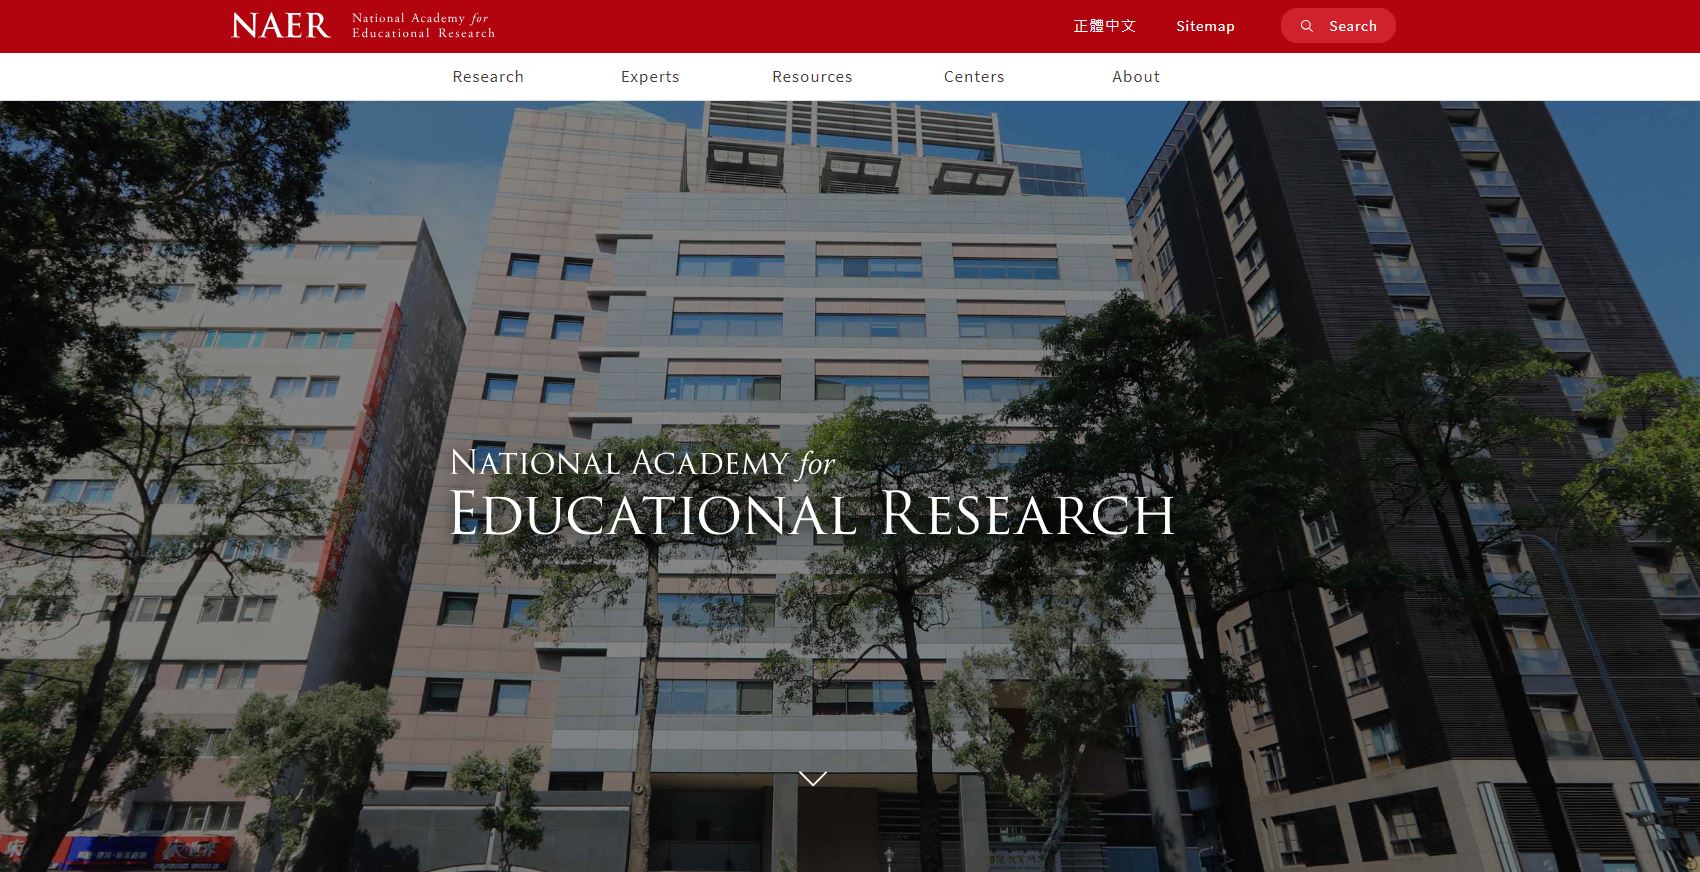 NAER
National Academy for
Educational Research
正體中文
Sitemap
Search
Research
Experts
Resources
Centers
About
NATIONAL ACADEMY for
EDUCATIONAL RESEARCH